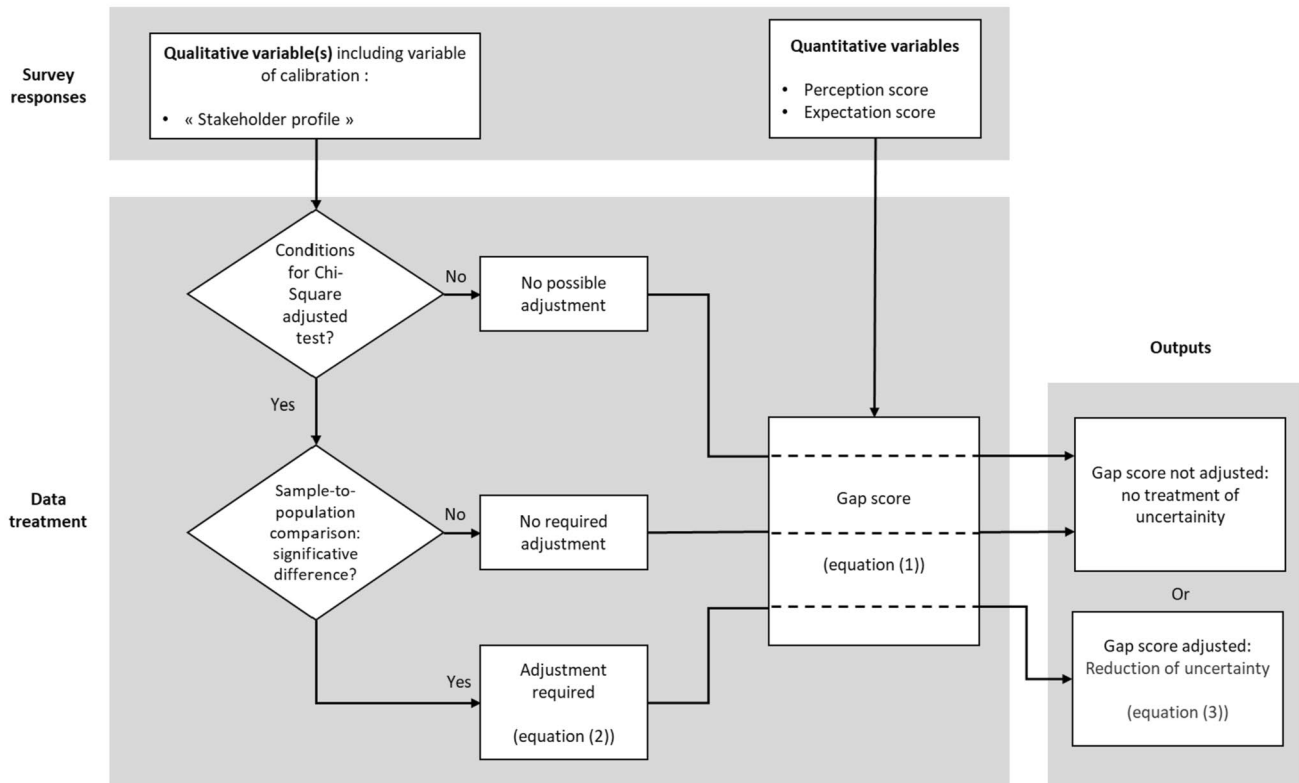 Survey
responses
Qualitative variable(s) including variable
of calibration :
• « Stakeholder profile »
Quantitative variables
• Perception score
• Expectation score
Data
treatment
Conditions
for Chi-
Square
adjusted
test?
No
No possible
adjustment
Yes
Sample-to-
population
comparison:
significative
difference?
No
No required
adjustment
Yes
Adjustment
required
(equation (2))
Gap score
(equation (1))
Outputs
Gap score not adjusted:
no treatment of
uncertainity
Or
Gap score adjusted:
Reduction of uncertainty
(equation (3))